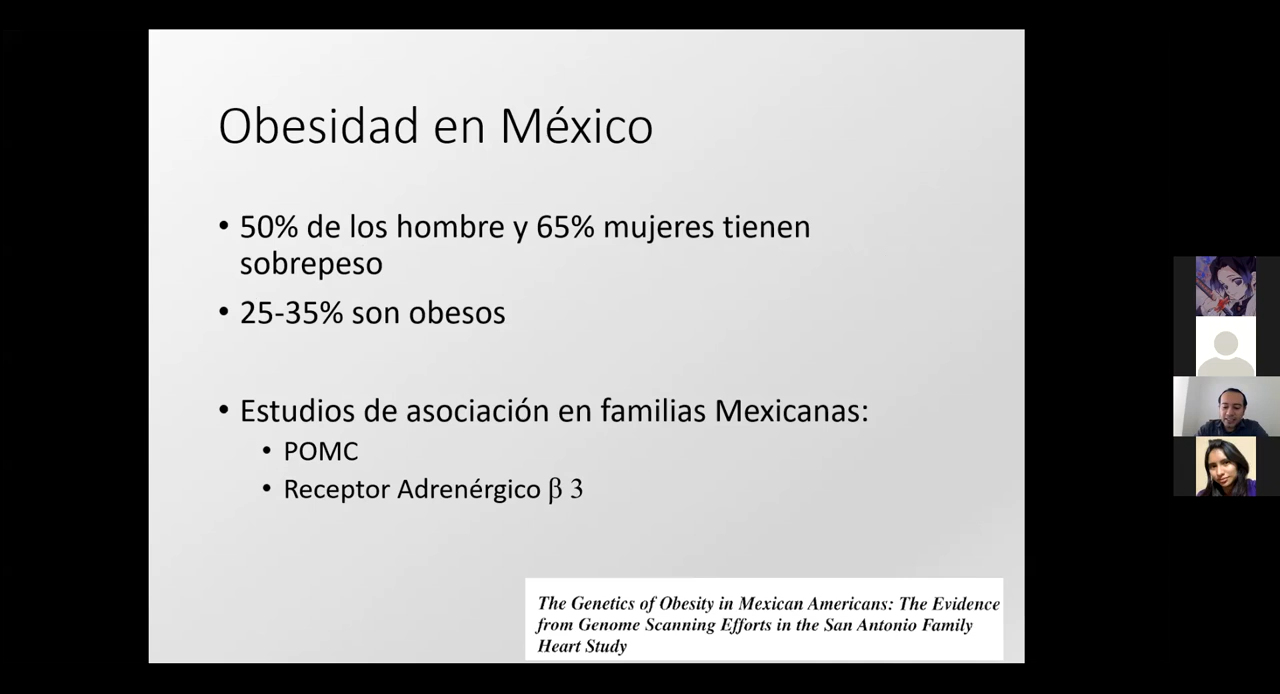 Obesidad en México
• 50% de los hombre y 65% mujeres tienen
sobrepeso
• 25-35% son obesos
• Estudios de asociación en familias Mexicanas:
• POMC
• Receptor Adrenérgico β 3
The Genetics of Obesity in Mexican Americans: The Evidence
from Genome Scanning Efforts in the San Antonio Family
Heart Study